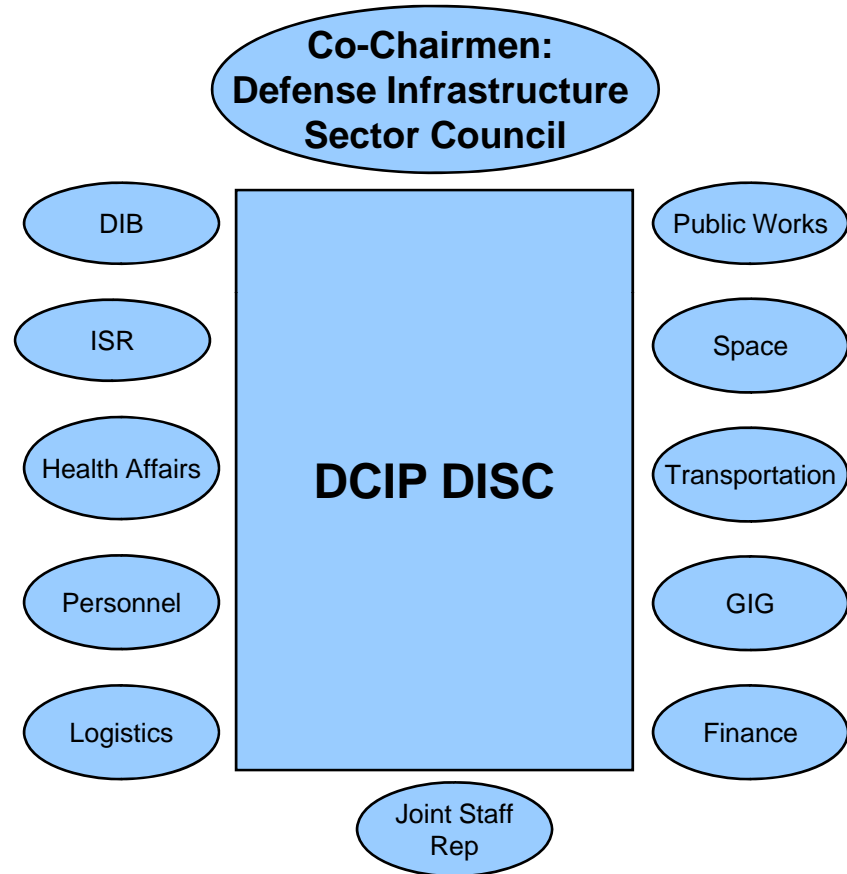 Co-Chairmen:
Defense Infrastructure
Sector Council
DIB
Public Works
ISR
Space
Health Affairs
DCIP DISC
Transportation
Personnel
GIG
Logistics
Finance
Joint Staff
Rep